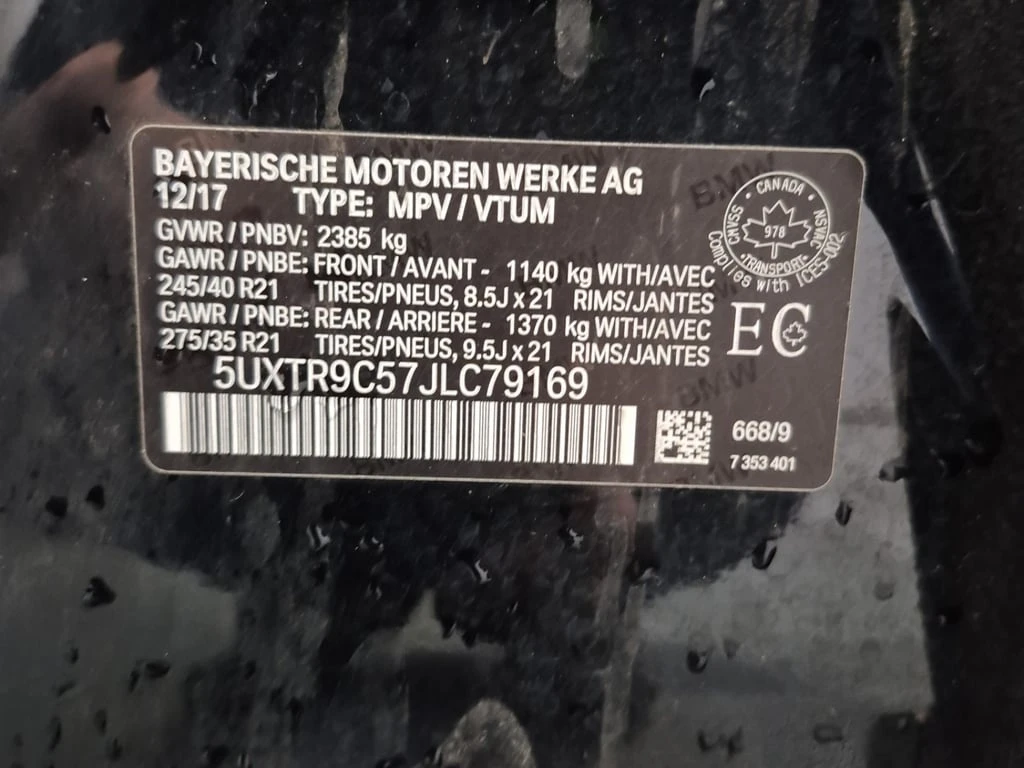 BAYERISCHE MOTOREN WERKE AG
12/17 TYPE: MPV / VTUM
GVWR / PNBV: 2385 kg
GAWR / PNBE: FRONT / AVANT - 1140 kg WITH/AVEC
245/40 R21 TIRES/PNEUS, 8.5J x 21 RIMS/JANTES
GAWR / PNBE: REAR / ARRIERE - 1370 kg WITH/AVEC
275/35 R21 TIRES/PNEUS, 9.5J x 21 RIMS/JANTES
5UXTR9C57JLC79169
CANADA
CMVSS
NSVAC
978
TRANSPORT
Complies with ICES-002
EC
668/9
7 353 401
BMW
BMW